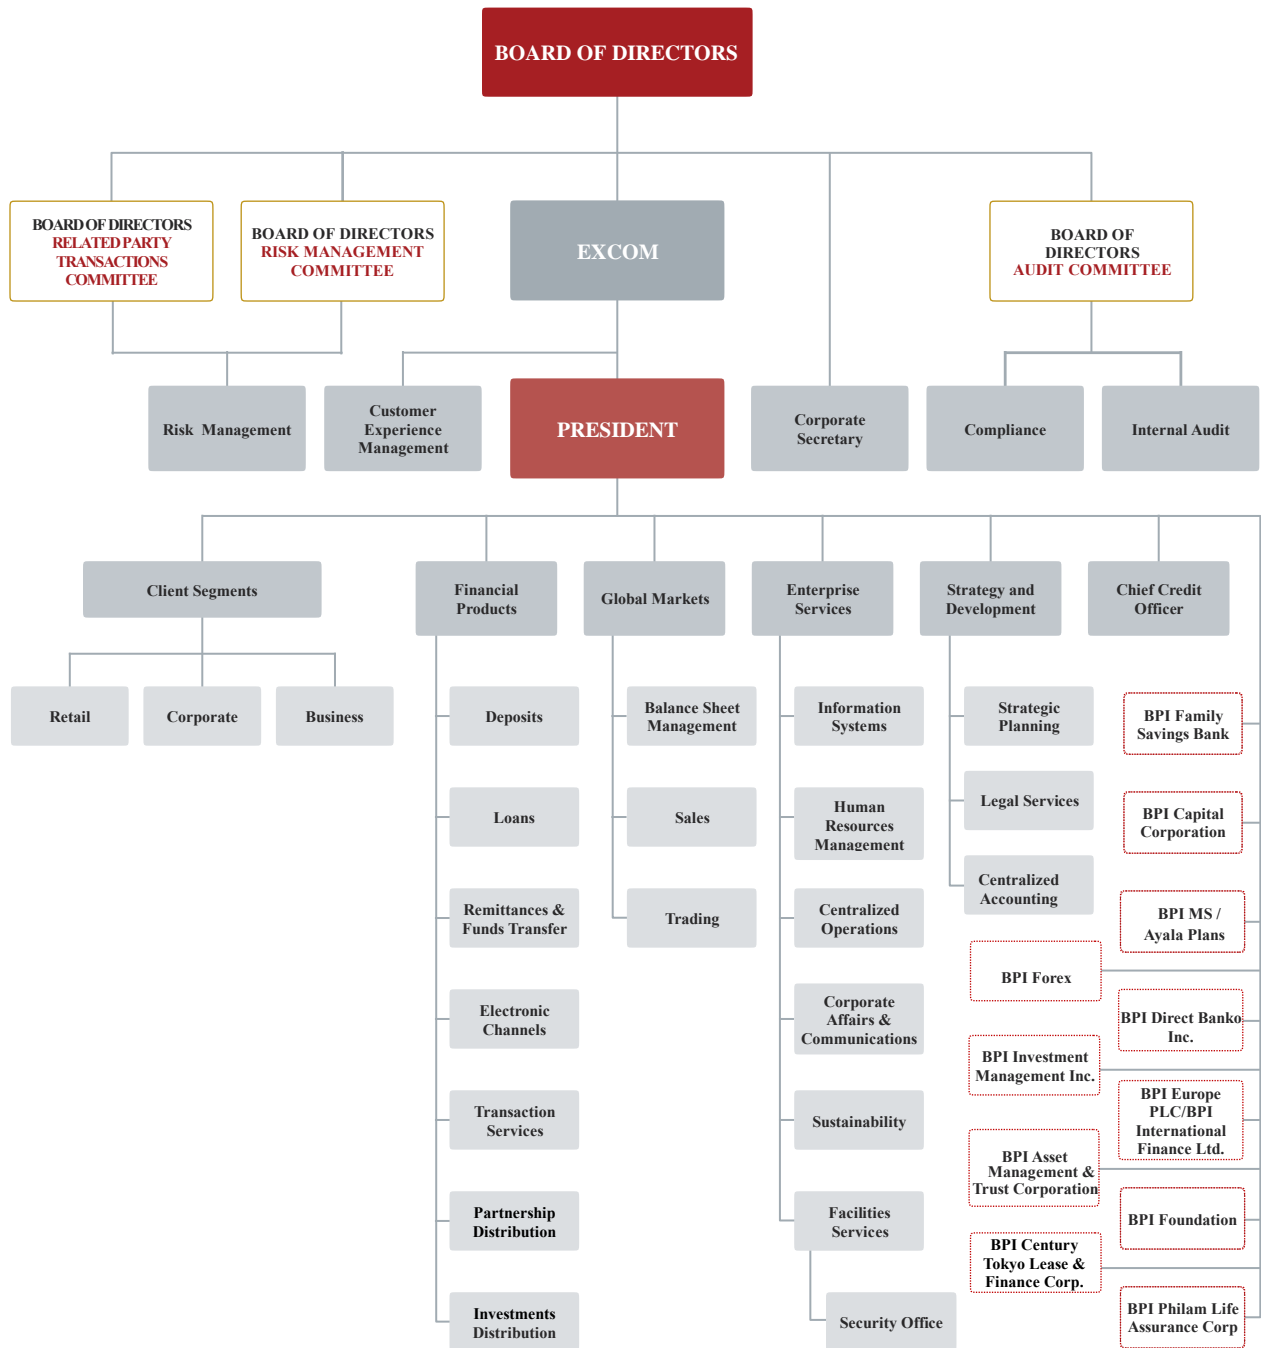 BOARD OF DIRECTORS
BOARD OF DIRECTORS
RELATED PARTY
TRANSACTIONS
COMMITTEE
BOARD OF DIRECTORS
RISK MANAGEMENT
COMMITTEE
EXCOM
BOARD OF
DIRECTORS
AUDIT COMMITTEE
Risk Management
Customer
Experience
Management
PRESIDENT
Corporate
Secretary
Compliance
Internal Audit
Client Segments
Financial
Products
Global Markets
Enterprise
Services
Strategy and
Development
Chief Credit
Officer
Retail
Corporate
Business
Deposits
Loans
Remittances &
Funds Transfer
Electronic
Channels
Transaction
Services
Partnership
Distribution
Investments
Distribution
Balance Sheet
Management
Sales
Trading
Information
Systems
Human
Resources
Management
Centralized
Operations
Corporate
Affairs &
Communications
Sustainability
Facilities
Services
Security Office
Strategic
Planning
Legal Services
Centralized
Accounting
BPI Family
Savings Bank
BPI Capital
Corporation
BPI MS /
Ayala Plans
BPI Forex
BPI Direct Banko
Inc.
BPI Investment
Management Inc.
BPI Europe
PLC/BPI
International
Finance Ltd.
BPI Asset
Management &
Trust Corporation
BPI Foundation
BPI Century
Tokyo Lease &
Finance Corp.
BPI Philam Life
Assurance Corp